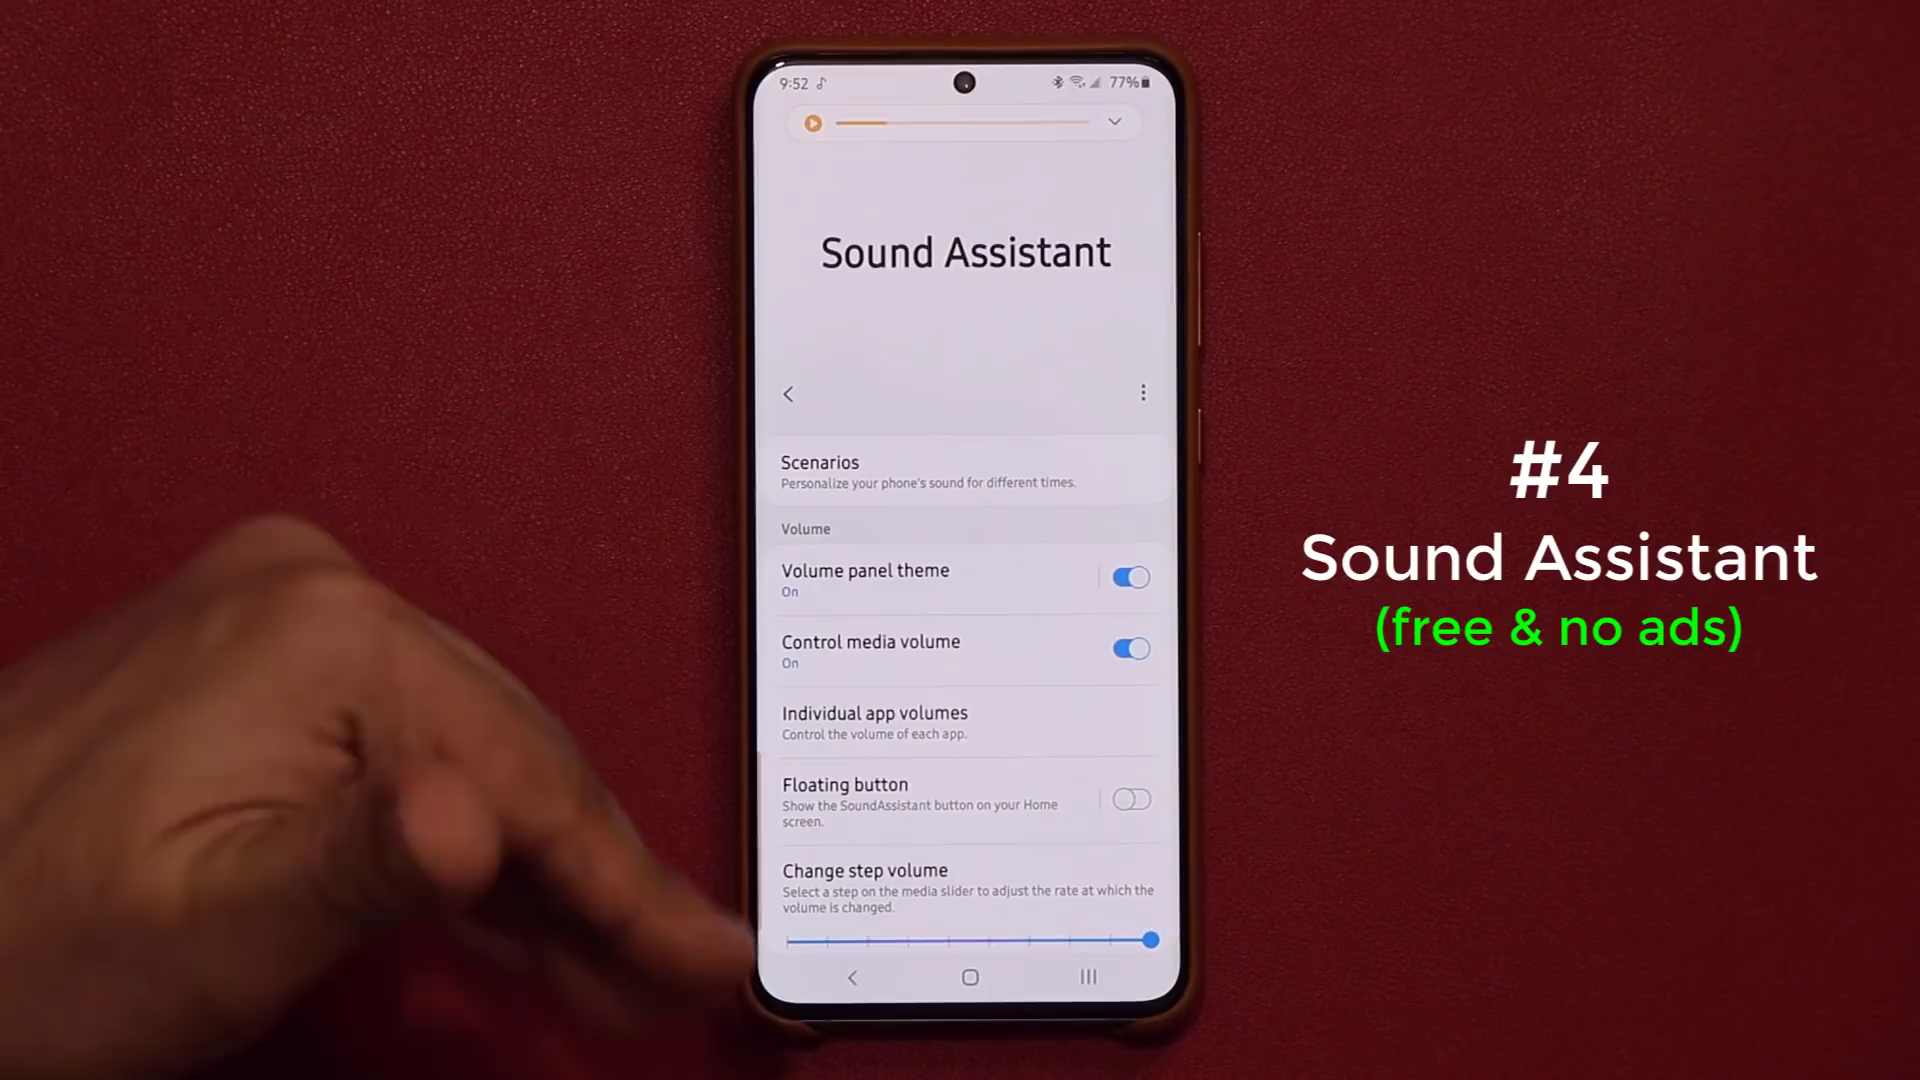 9:52
77%
Sound Assistant
Scenarios
Personalize your phone's sound for different times.
Volume
Volume panel theme
On
Control media volume
On
Individual app volumes
Control the volume of each app.
Floating button
Show the SoundAssistant button on your Home
screen.
Change step volume
Select a step on the media slider to adjust the rate at which the
volume is changed.
#4
Sound Assistant
(free & no ads)